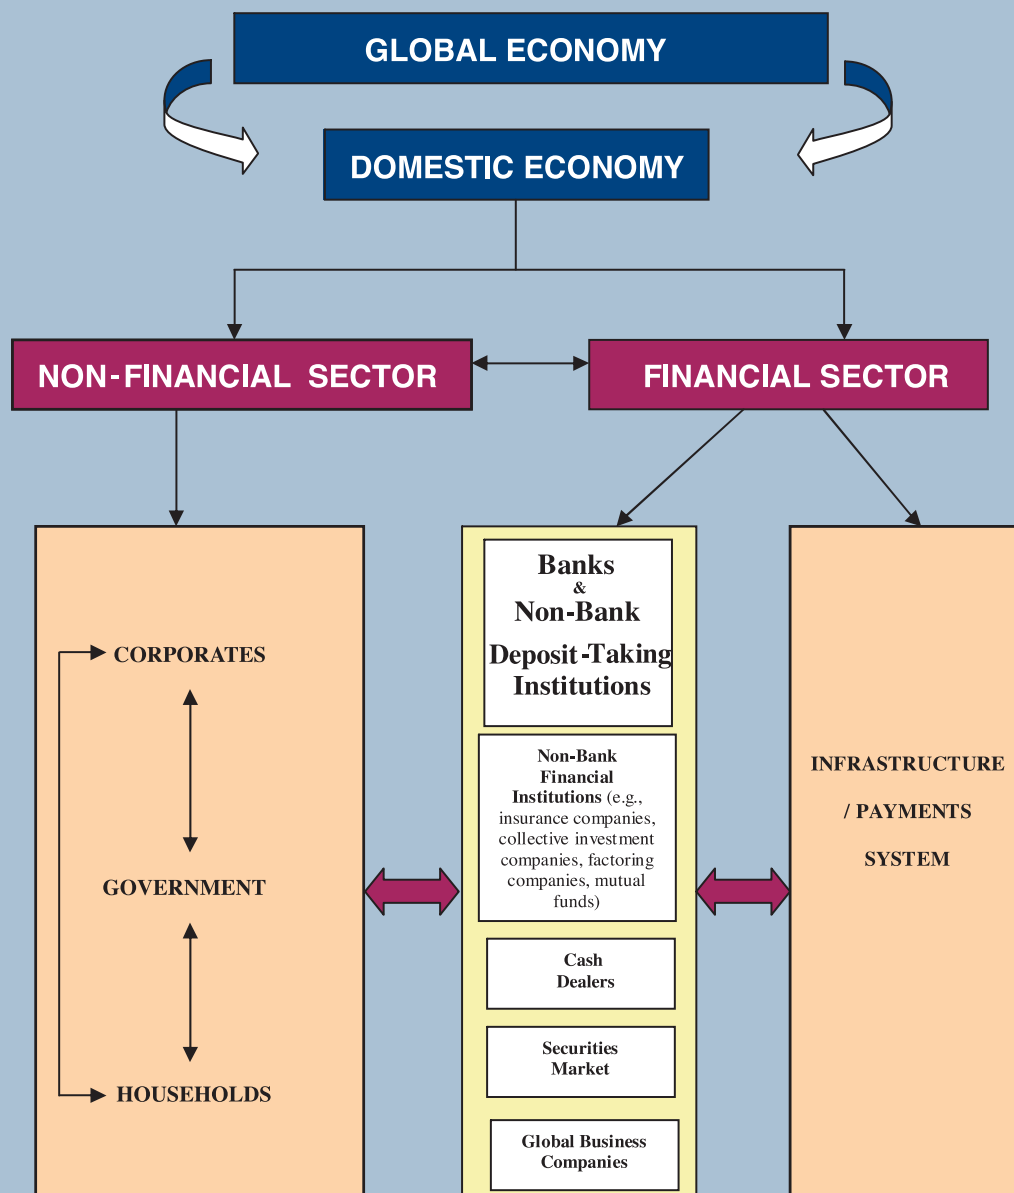 GLOBAL ECONOMY
DOMESTIC ECONOMY
NON-FINANCIAL SECTOR
FINANCIAL SECTOR
CORPORATES
GOVERNMENT
HOUSEHOLDS
Banks
&
Non-Bank
Deposit-Taking
Institutions
Non-Bank
Financial
Institutions (e.g.,
insurance companies,
collective investment
companies, factoring
companies, mutual
funds)
Cash
Dealers
Securities
Market
Global Business
Companies
INFRASTRUCTURE
/ PAYMENTS
SYSTEM